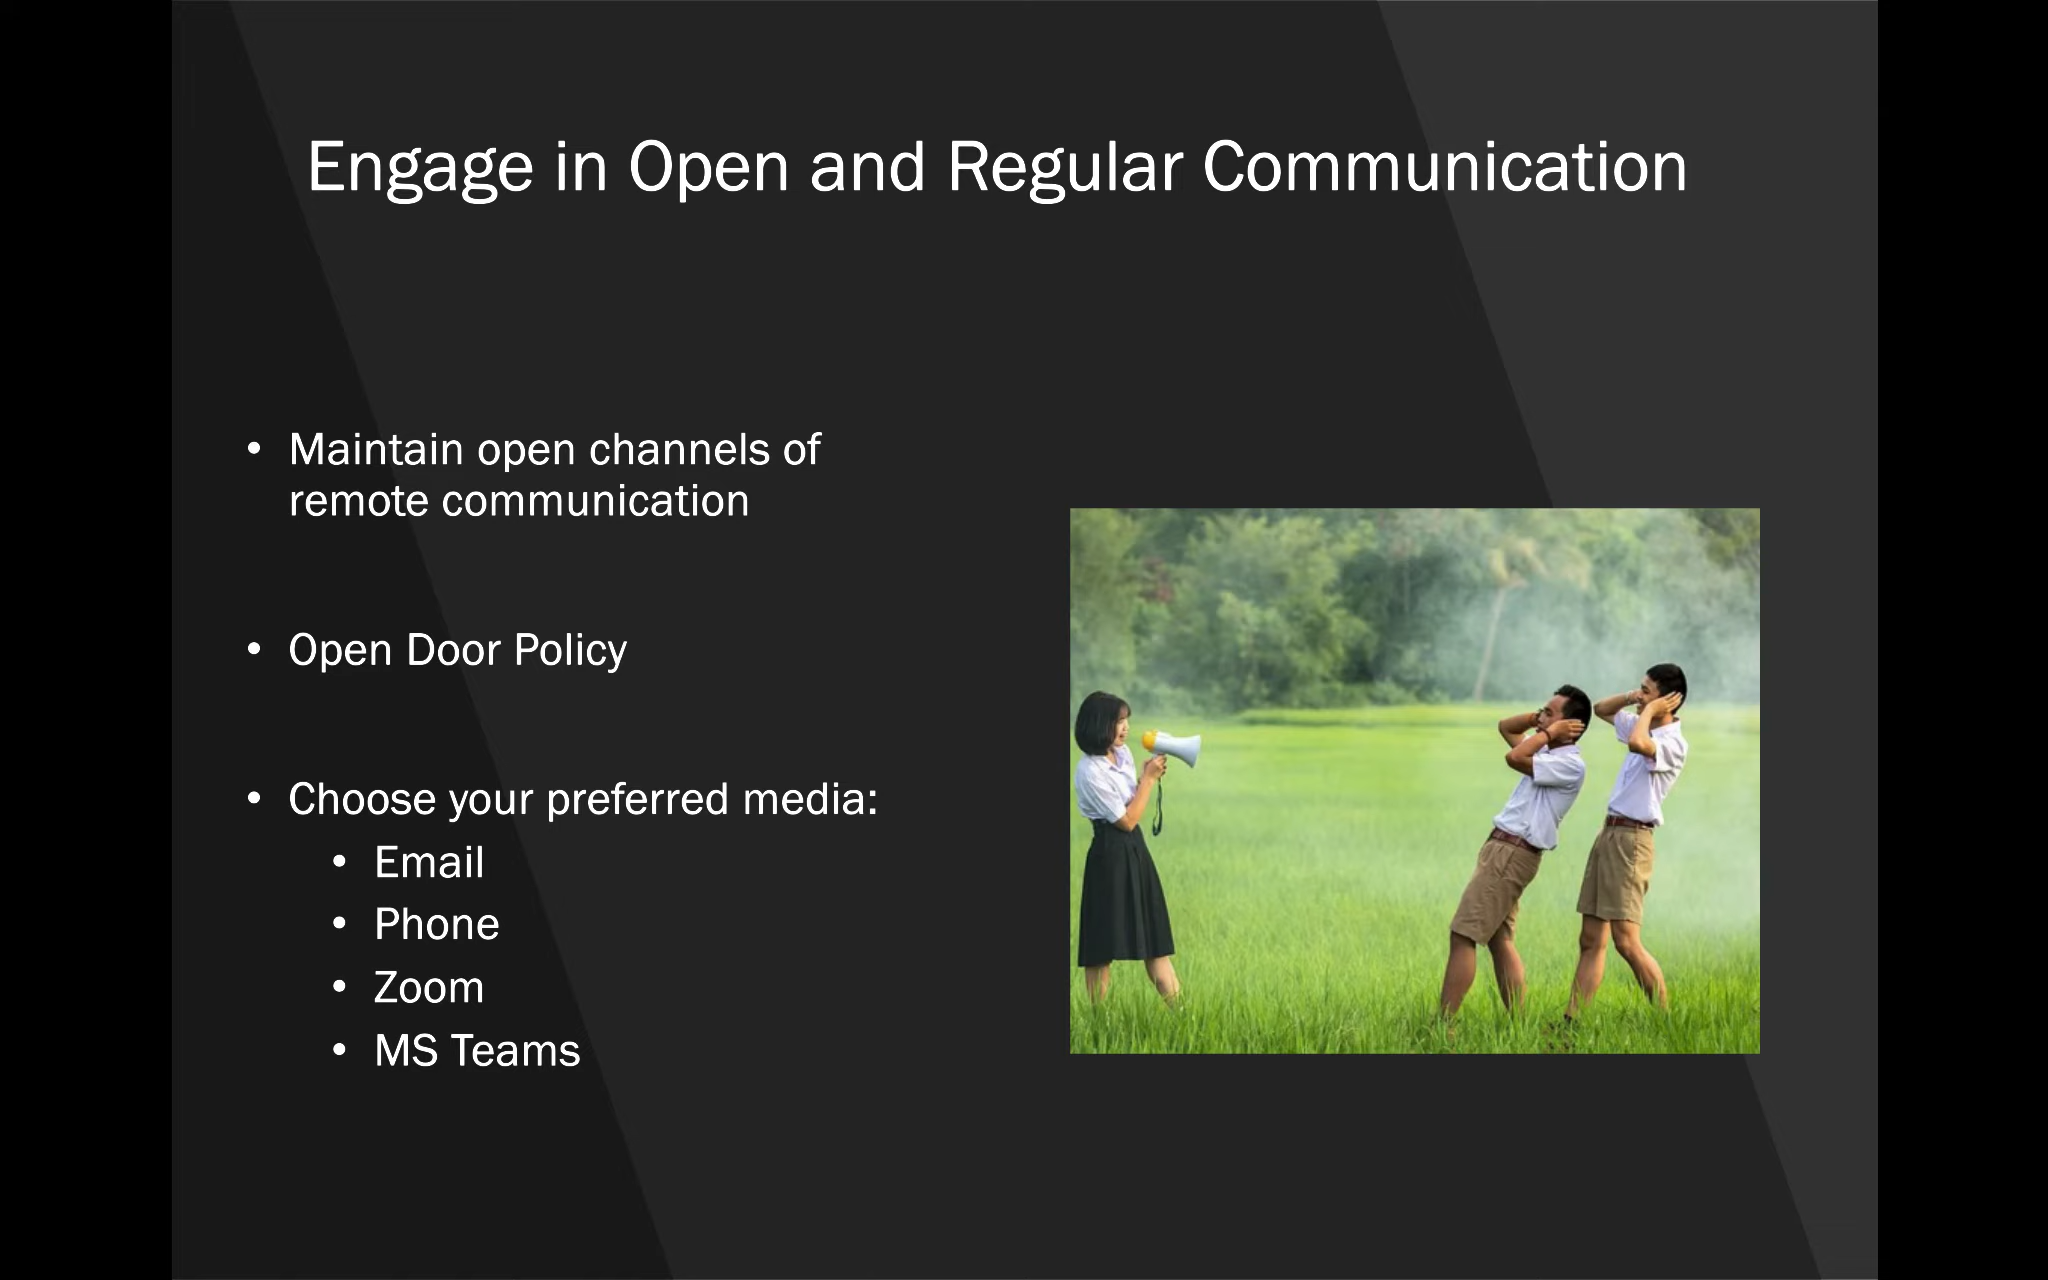 Engage in Open and Regular Communication
• Maintain open channels of
remote communication
• Open Door Policy
• Choose your preferred media:
• Email
• Phone
• Zoom
• MS Teams